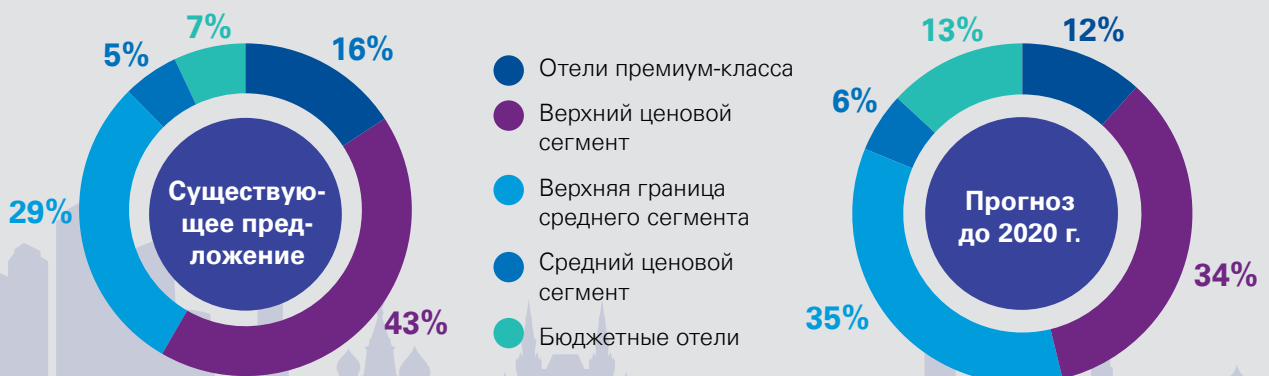 7%
5%
16%
29%
43%
Существую-
щее пред-
ложение
Отели премиум-класса
Верхний ценовой
сегмент
Верхняя граница
среднего сегмента
Средний ценовой
сегмент
Бюджетные отели
13%
12%
6%
35%
34%
Прогноз
до 2020 г.